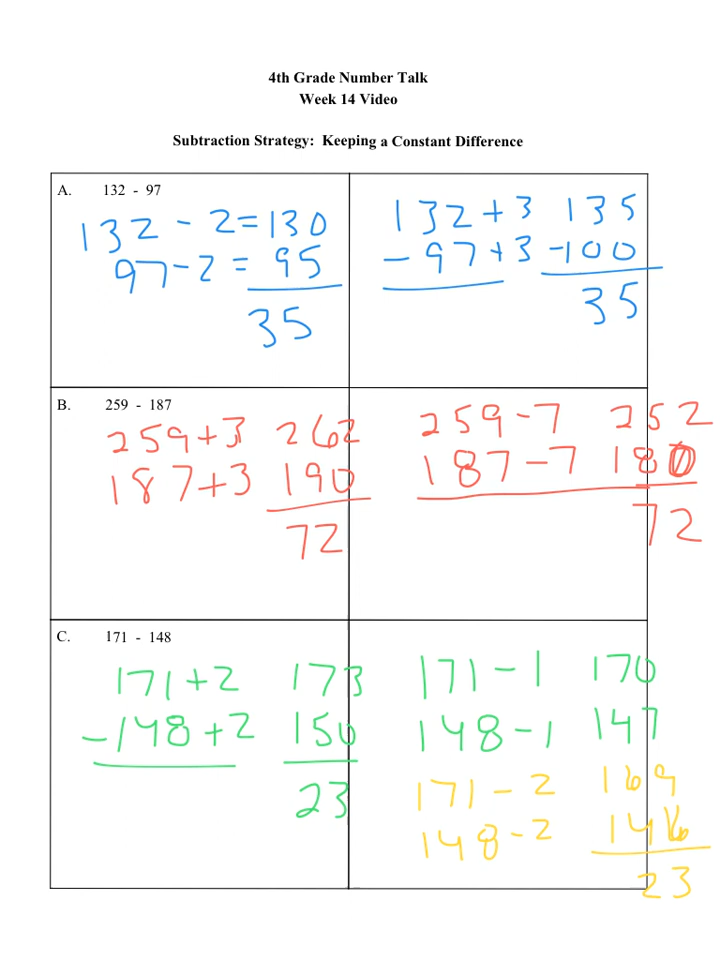 4th Grade Number Talk
Week 14 Video
Subtraction Strategy: Keeping a Constant Difference
A. 132 - 97
132 - 2 = 130
97 - 2 = 95
35
132 + 3 135
- 97 + 3 -100
35
B. 259 - 187
259 + 3 262
187 + 3 190
72
259 - 7 252
187 - 7 180
72
C. 171 - 148
171 + 2 173
- 148 + 2 150
23
171 - 1 170
148 - 1 147
171 - 2 169
148 - 2 146
23